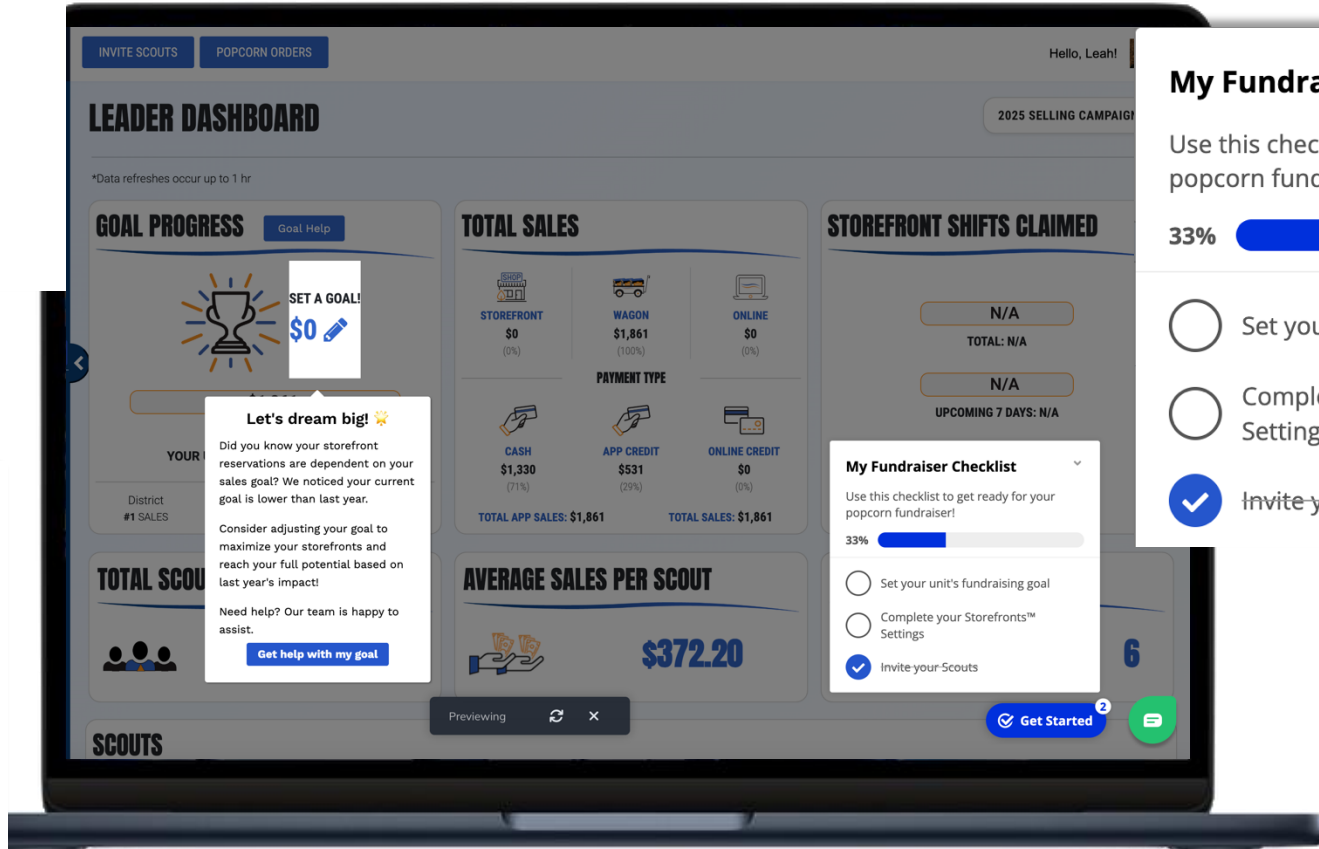 INVITE SCOUTS
POPCORN ORDERS
Hello, Leah!
LEADER DASHBOARD
2025 SELLING CAMPAIGN
*Data refreshes occur up to 1 hr
GOAL PROGRESS
Goal Help
SET A GOAL!
$0
YOUR
District
#1 SALES
Let's dream big! 🌟
Did you know your storefront
reservations are dependent on your
sales goal? We noticed your current
goal is lower than last year.
Consider adjusting your goal to
maximize your storefronts and
reach your full potential based on
last year's impact!
Need help? Our team is happy to
assist.
Get help with my goal
TOTAL SALES
SHOP
STOREFRONT
$0
(0%)
WAGON
$1,861
(100%)
ONLINE
$0
(0%)
PAYMENT TYPE
CASH
$1,330
(71%)
APP CREDIT
$531
(29%)
ONLINE CREDIT
$0
(0%)
TOTAL APP SALES: $1,861
TOTAL SALES: $1,861
STOREFRONT SHIFTS CLAIMED
N/A
TOTAL: N/A
N/A
UPCOMING 7 DAYS: N/A
My Fundraiser Checklist
Use this checklist to get ready for your
popcorn fundraiser!
33%
Set your unit's fundraising goal
Complete your Storefronts™
Settings
Invite your Scouts
TOTAL SCOU
AVERAGE SALES PER SCOUT
$372.20
6
Previewing
Get Started
2
SCOUTS
My Fundra
Use this chec
popcorn fund
33%
Set you
Comple
Setting
Invite y